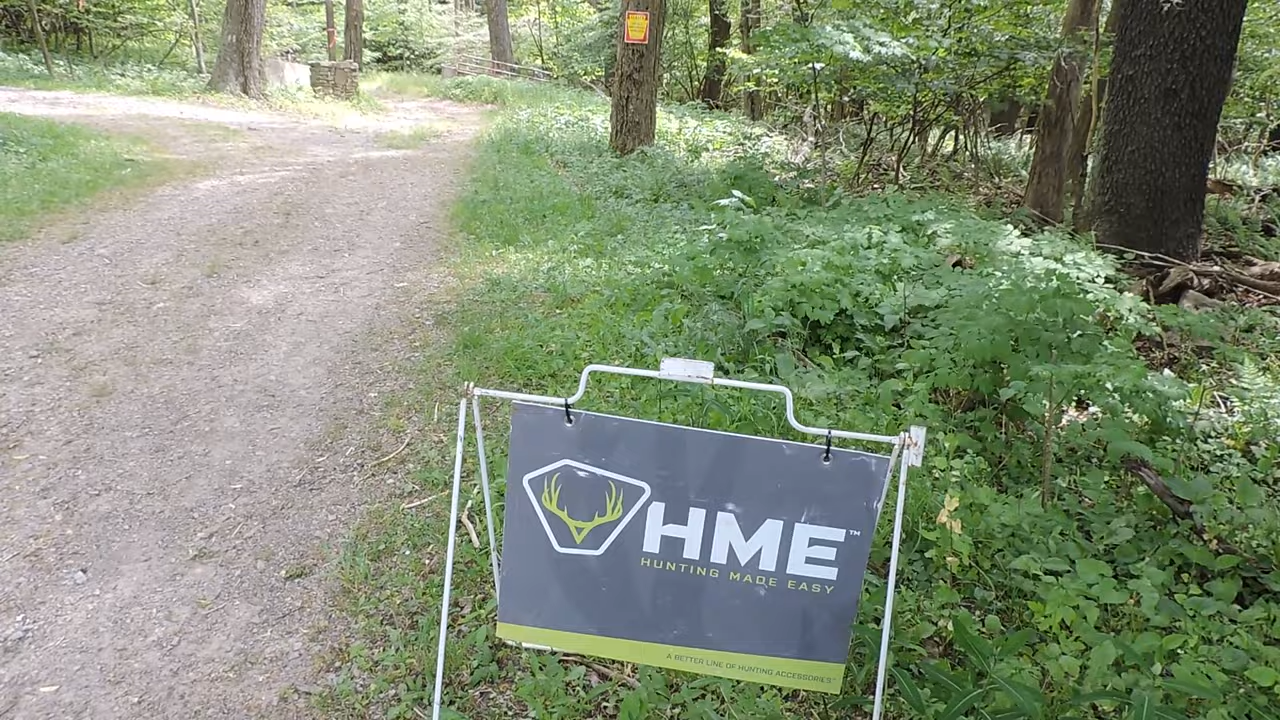 HME™
HUNTING MADE EASY
A BETTER LINE OF HUNTING ACCESSORIES™